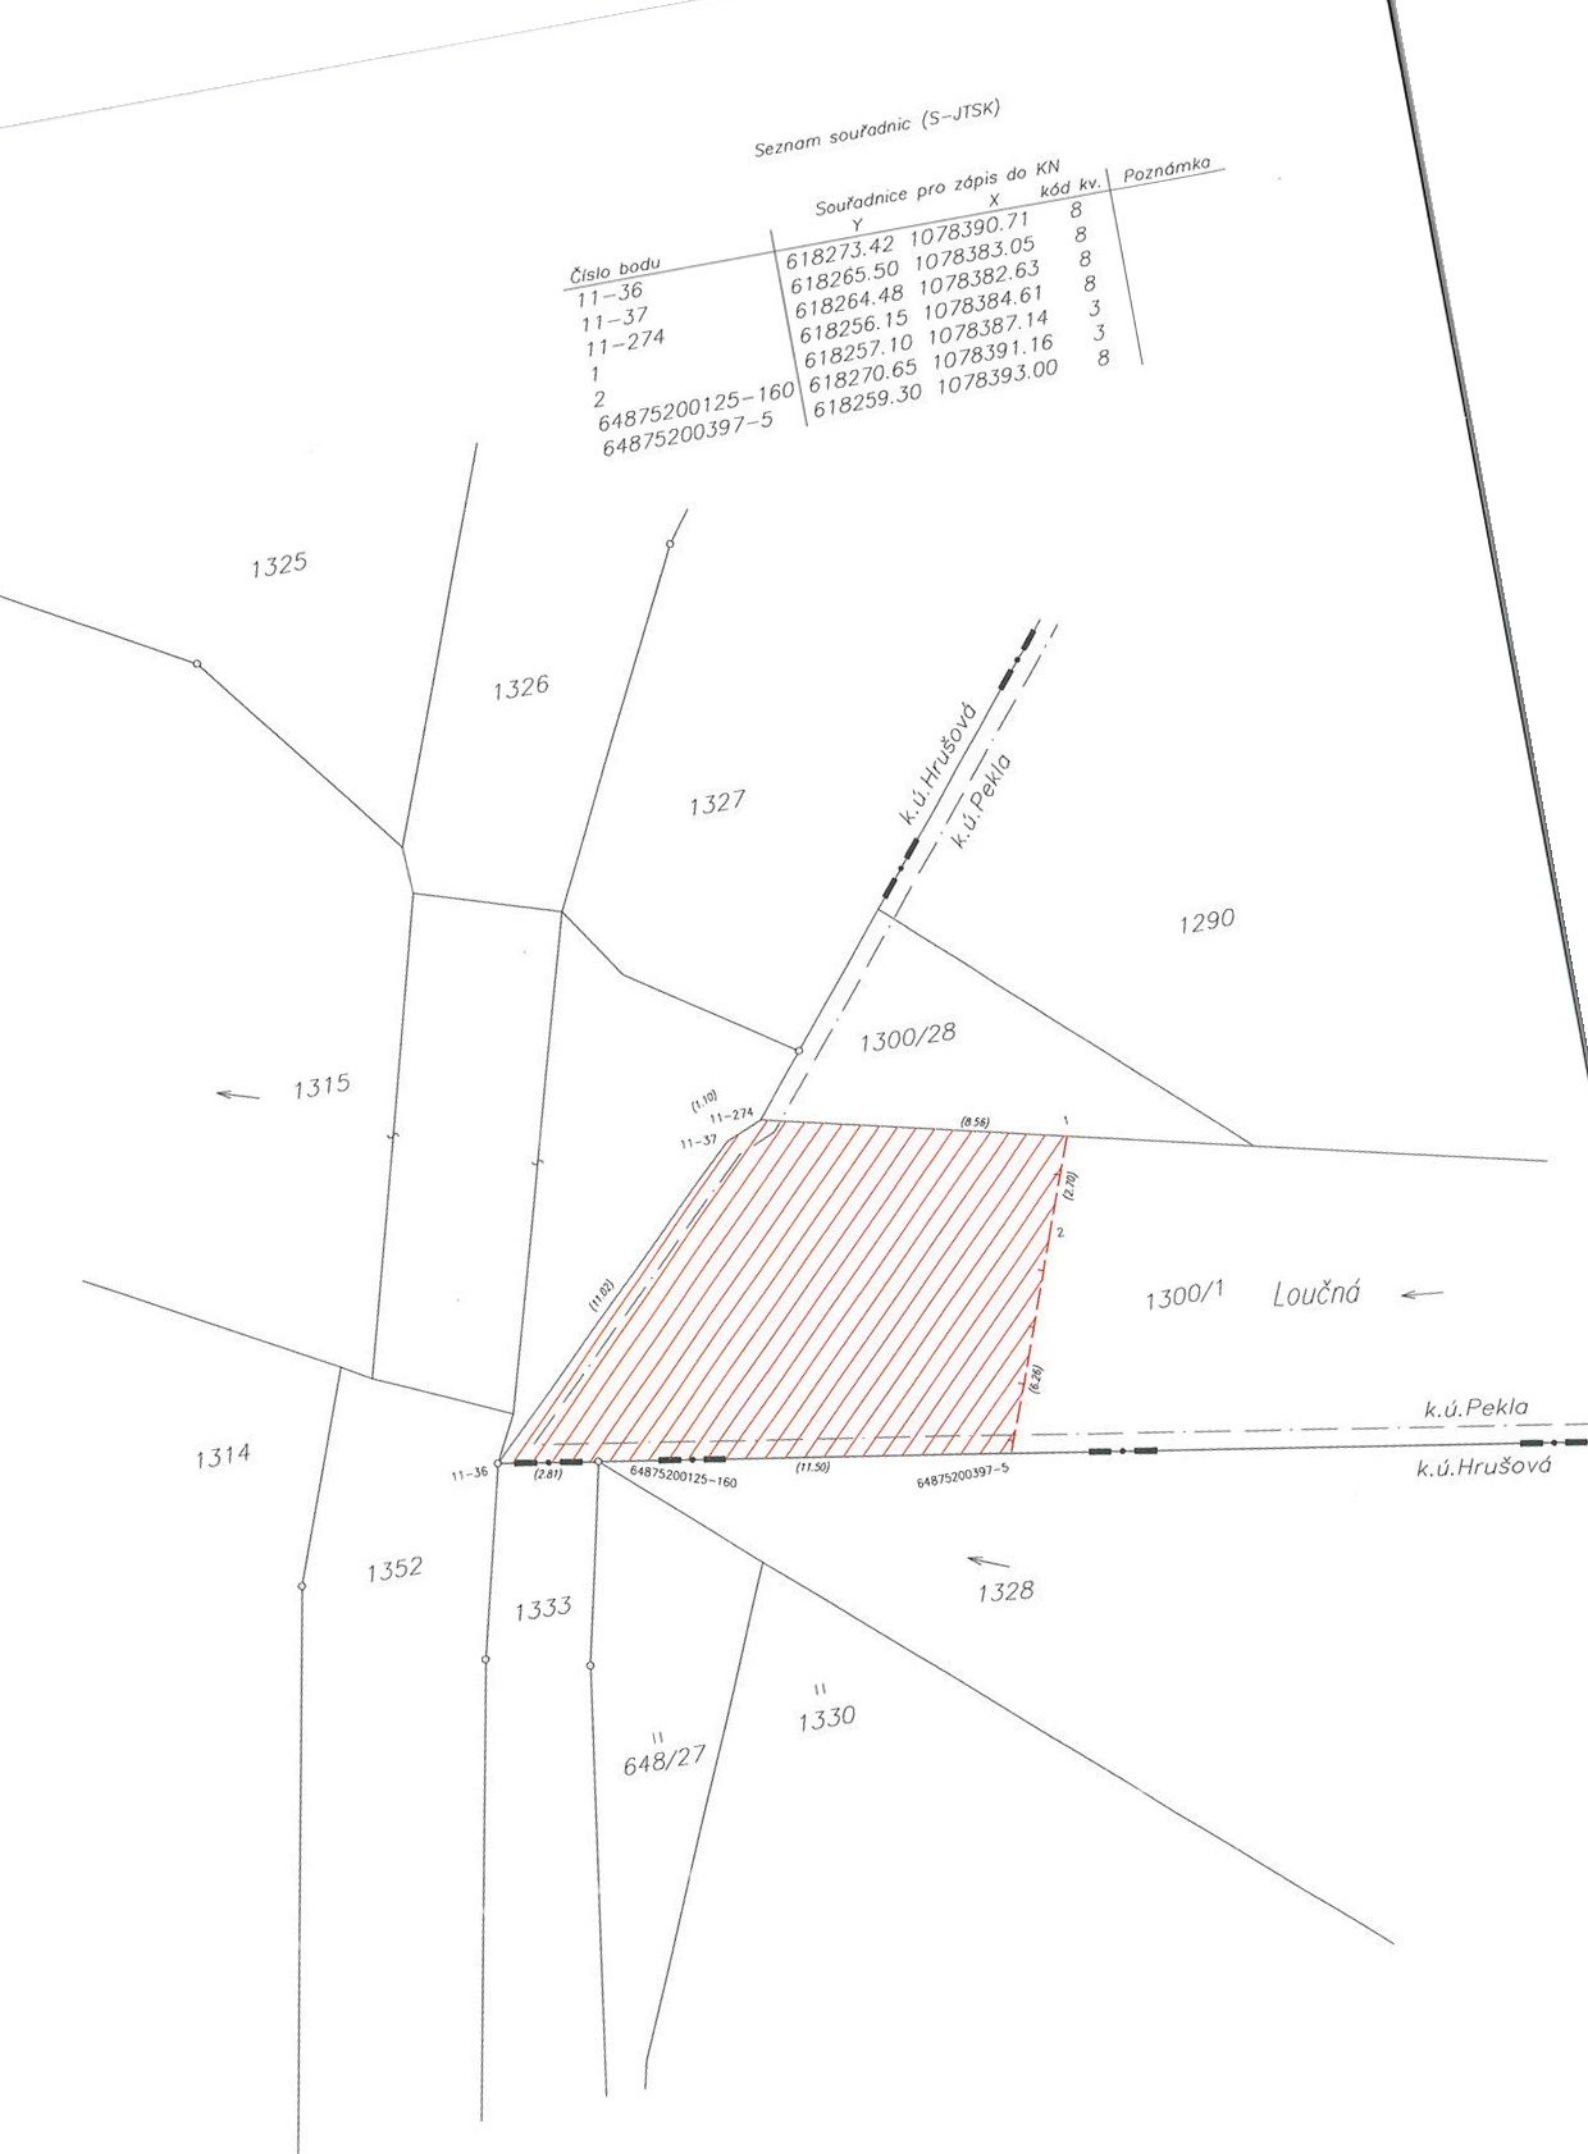 Seznam souřadnic (S-JTSK)
Souřadnice pro zápis do KN
Číslo bodu Y X kód kv. Poznámka
11-36 618273.42 1078390.71 8
11-37 618265.50 1078383.05 8
11-274 618264.48 1078382.63 8
1 618256.15 1078384.61 8
2 618257.10 1078387.14 3
64875200125-160 618270.65 1078391.16 3
64875200397-5 618259.30 1078393.00 8
1325
1326
k.ú.Hrušová
k.ú.Pekla
1327
1290
1300/28
1315
(1.10)
11-274
11-37
(8.56)
1
(2.70)
2
(11.02)
1300/1 Loučná
(6.26)
k.ú.Pekla
k.ú.Hrušová
1314
11-36
(2.81)
64875200125-160
(11.50)
64875200397-5
1352
1333
1328
II
1330
II
648/27